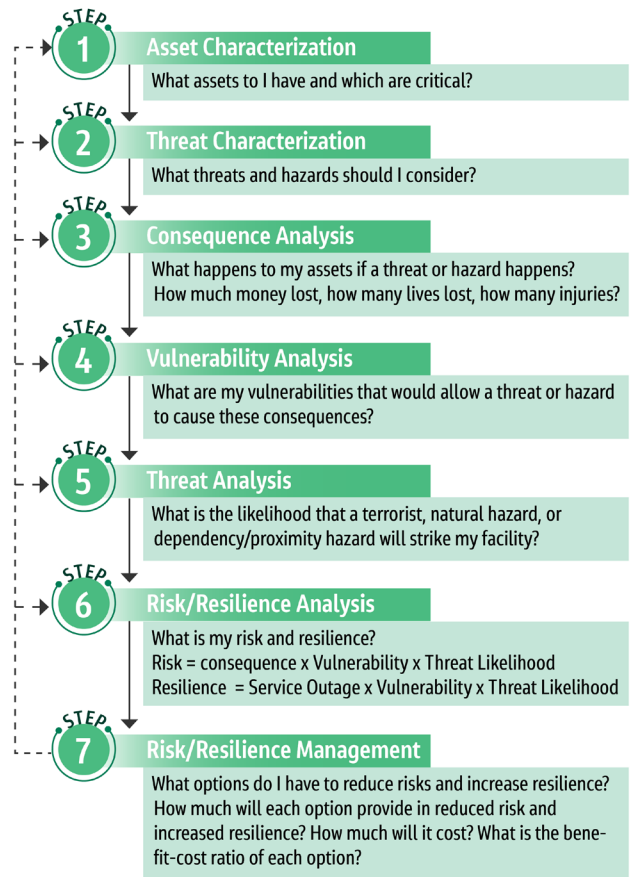 STEP
1
Asset Characterization
What assets to I have and which are critical?
STEP
2
Threat Characterization
What threats and hazards should I consider?
STEP
3
Consequence Analysis
What happens to my assets if a threat or hazard happens?
How much money lost, how many lives lost, how many injuries?
STEP
4
Vulnerability Analysis
What are my vulnerabilities that would allow a threat or hazard
to cause these consequences?
STEP
5
Threat Analysis
What is the likelihood that a terrorist, natural hazard, or
dependency/proximity hazard will strike my facility?
STEP
6
Risk/Resilience Analysis
What is my risk and resilience?
Risk = consequence x Vulnerability x Threat Likelihood
Resilience = Service Outage x Vulnerability x Threat Likelihood
STEP
7
Risk/Resilience Management
What options do I have to reduce risks and increase resilience?
How much will each option provide in reduced risk and
increased resilience? How much will it cost? What is the bene-
fit-cost ratio of each option?